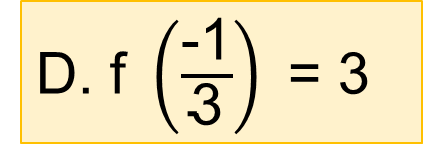 D. f (-1/3) = 3